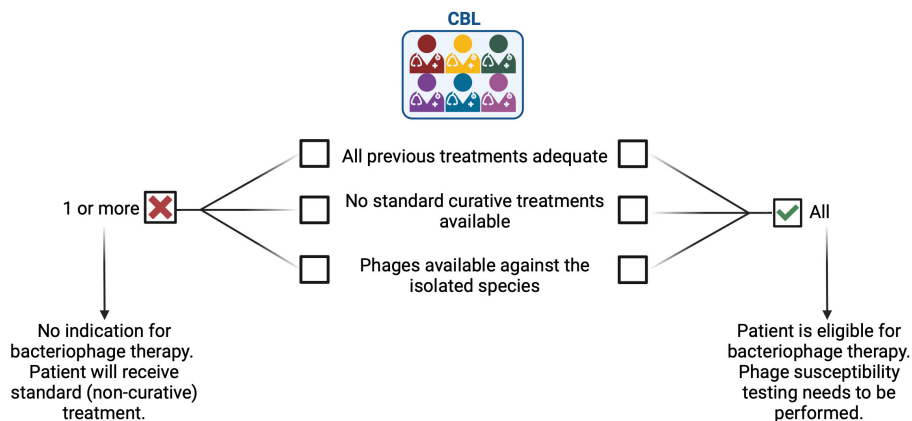 CBL
All previous treatments adequate
1 or more
No standard curative treatments
available
All
Phages available against the
isolated species
No indication for
bacteriophage therapy.
Patient will receive
standard (non-curative)
treatment.
Patient is eligible for
bacteriophage therapy.
Phage susceptibility
testing needs to be
performed.